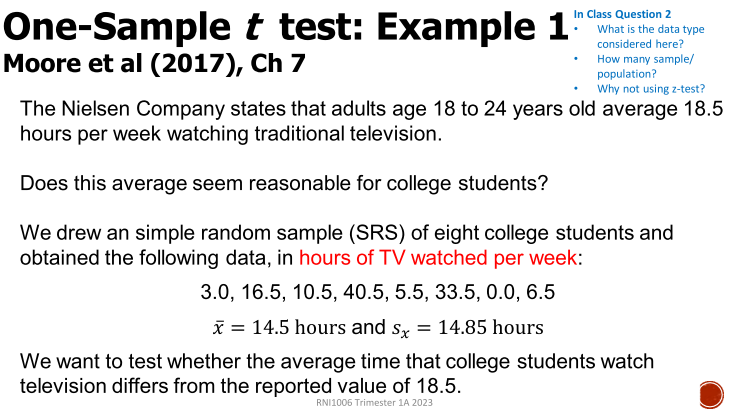 One-Sample t test: Example 1
Moore et al (2017), Ch 7
In Class Question 2
• What is the data type
considered here?
• How many sample/
population?
• Why not using z-test?
The Nielsen Company states that adults age 18 to 24 years old average 18.5
hours per week watching traditional television.
Does this average seem reasonable for college students?
We drew an simple random sample (SRS) of eight college students and
obtained the following data, in hours of TV watched per week:
3.0, 16.5, 10.5, 40.5, 5.5, 33.5, 0.0, 6.5
x̄ = 14.5 hours and sₓ = 14.85 hours
We want to test whether the average time that college students watch
television differs from the reported value of 18.5.
RNI1006 Trimester 1A 2023